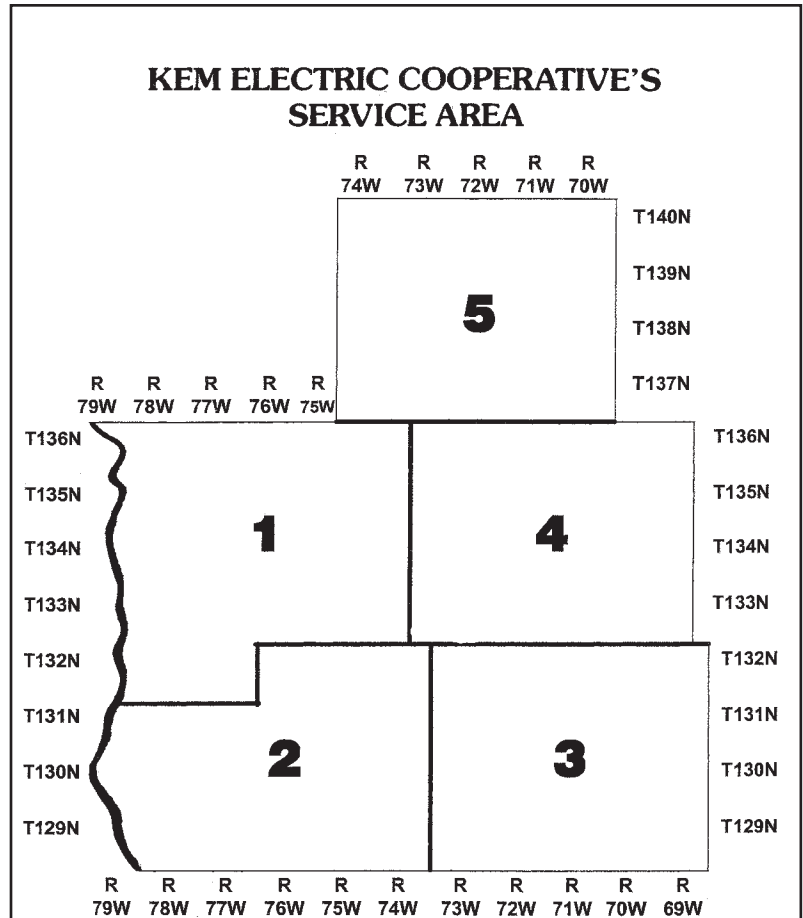 KEM ELECTRIC COOPERATIVE'S
SERVICE AREA
R R R R R
74W 73W 72W 71W 70W
T140N
T139N
5
T138N
T137N
R R R R R
79W 78W 77W 76W 75W
T136N T136N
T135N T135N
1 4
T134N T134N
T133N T133N
T132N T132N
T131N T131N
2 3
T130N T130N
T129N T129N
R R R R R R R R R R R
79W 78W 77W 76W 75W 74W 73W 72W 71W 70W 69W